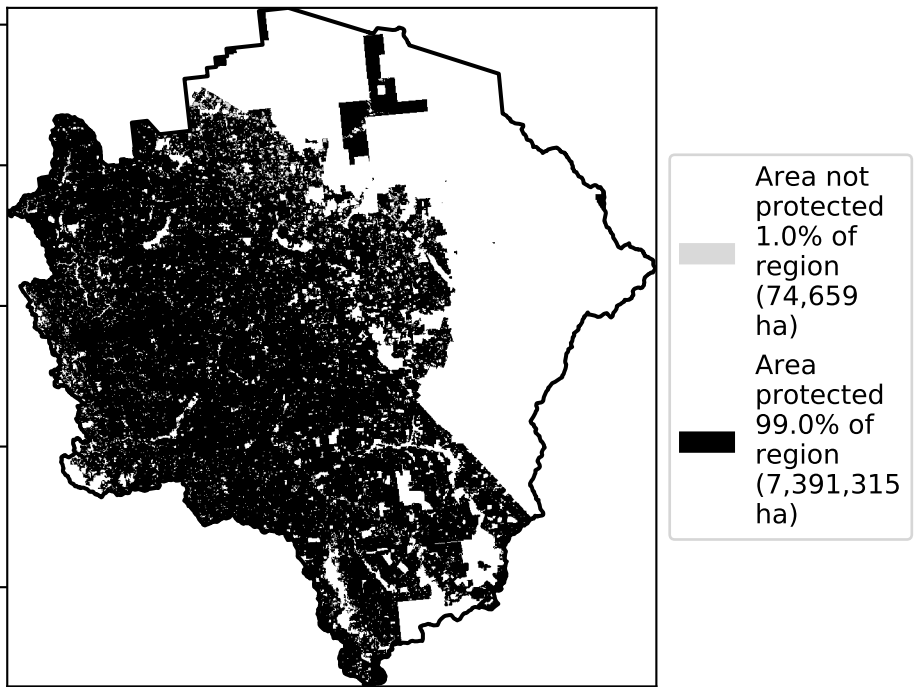 Area not
protected
1.0% of
region
(74,659
ha)
Area
protected
99.0% of
region
(7,391,315
ha)